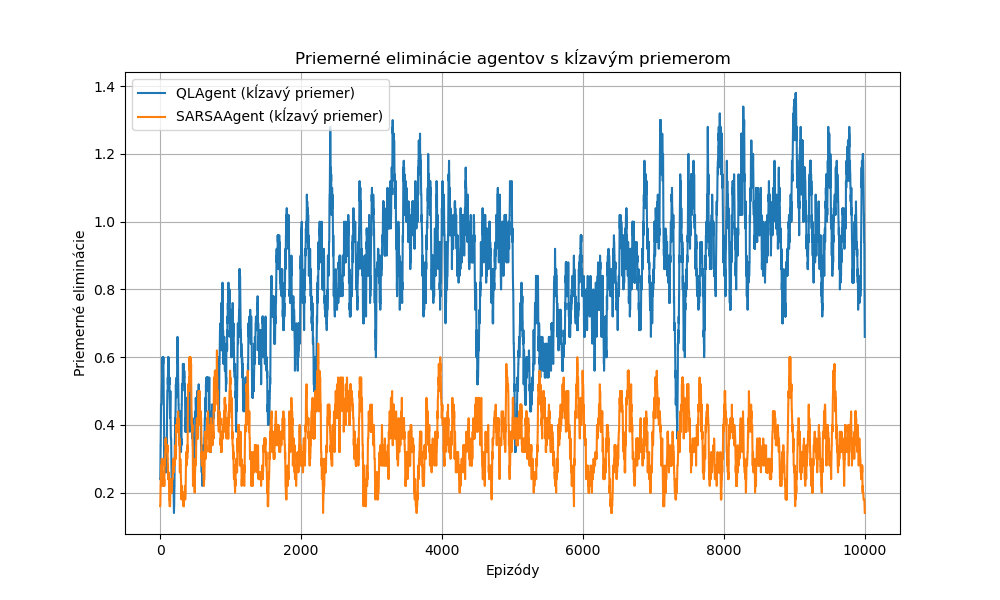 Priemerné eliminácie agentov s kĺzavým priemerom
QLAgent (kĺzavý priemer)
SARSAAgent (kĺzavý priemer)
Priemerné eliminácie
1.4
1.2
1.0
0.8
0.6
0.4
0.2
0 2000 4000 6000 8000 10000
Epizódy